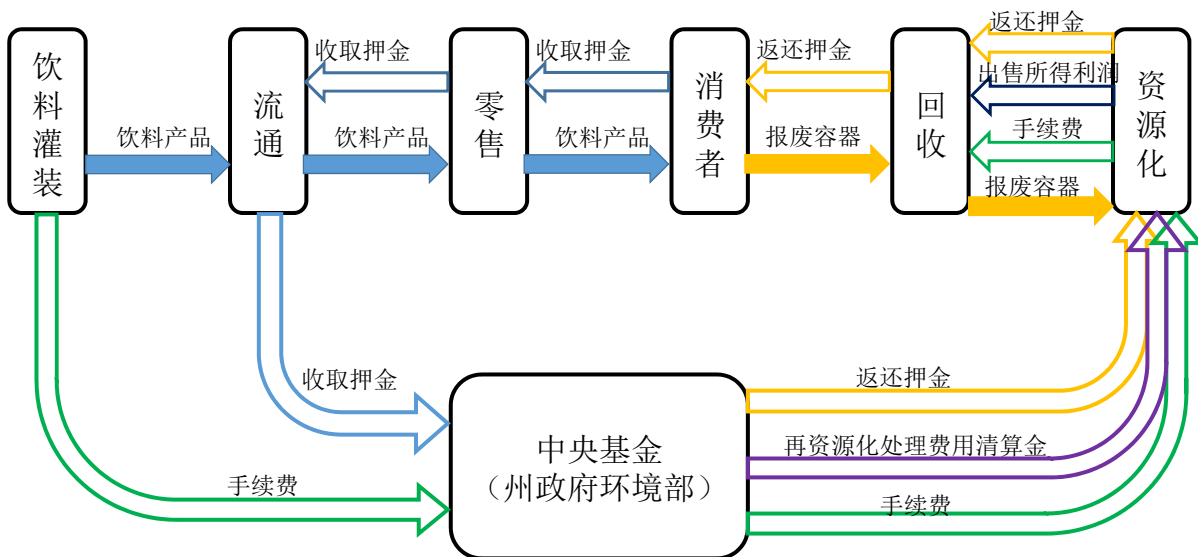 返还押金
收取押金
收取押金
返还押金
出售所得利润
手续费
饮料灌装
流通
零售
消费者
回收
资源化
饮料产品
饮料产品
饮料产品
报废容器
报废容器
收取押金
返还押金
中央基金
（州政府环境部）
再资源化处理费用清算金
手续费
手续费